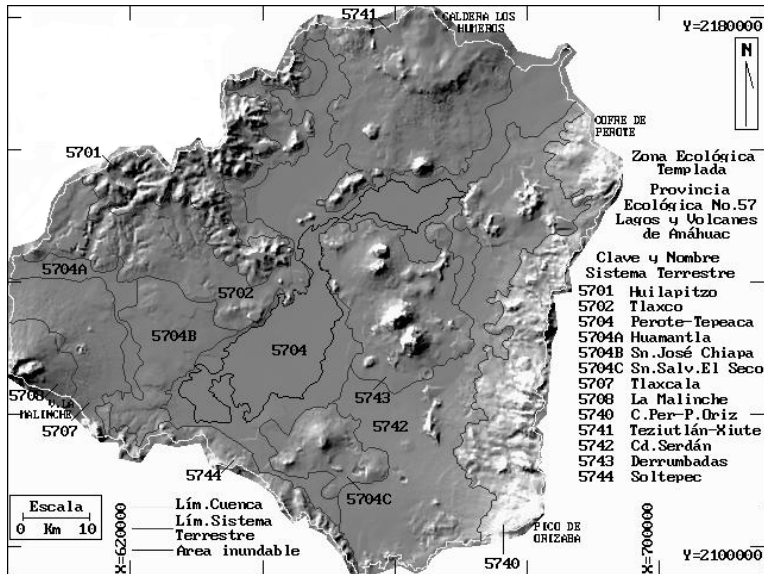 5741
CALDERA LOS
HUMEROS
Y=2180000
N
COFRE DE
PEROTE
5701
Zona Ecológica
Templada
Provincia
Ecológica No.57
Lagos y Volcanes
de Anáhuac
Clave y Nombre
Sistema Terrestre
5701 Huilapitzo
5702 Tlaxco
5704 Perote-Tepeaca
5704A Huamantla
5704B Sn.José Chiapa
5704C Sn.Salv.El Seco
5707 Tlaxcala
5708 La Malinche
5740 C.Per-P.Oriz
5741 Teziutlán-Xiute
5742 Cd.Serdán
5743 Derrumbadas
5744 Soltepec
5704A
5702
5704B
5704
5708
V.LA
MALINCHE
5707
5743
5742
5744
5704C
Escala
0 Km 10
Lím.Cuenca
Lím.Sistema
Terrestre
Area inundable
X=620000
PICO DE
ORIZABA
5740
X=700000
Y=2100000